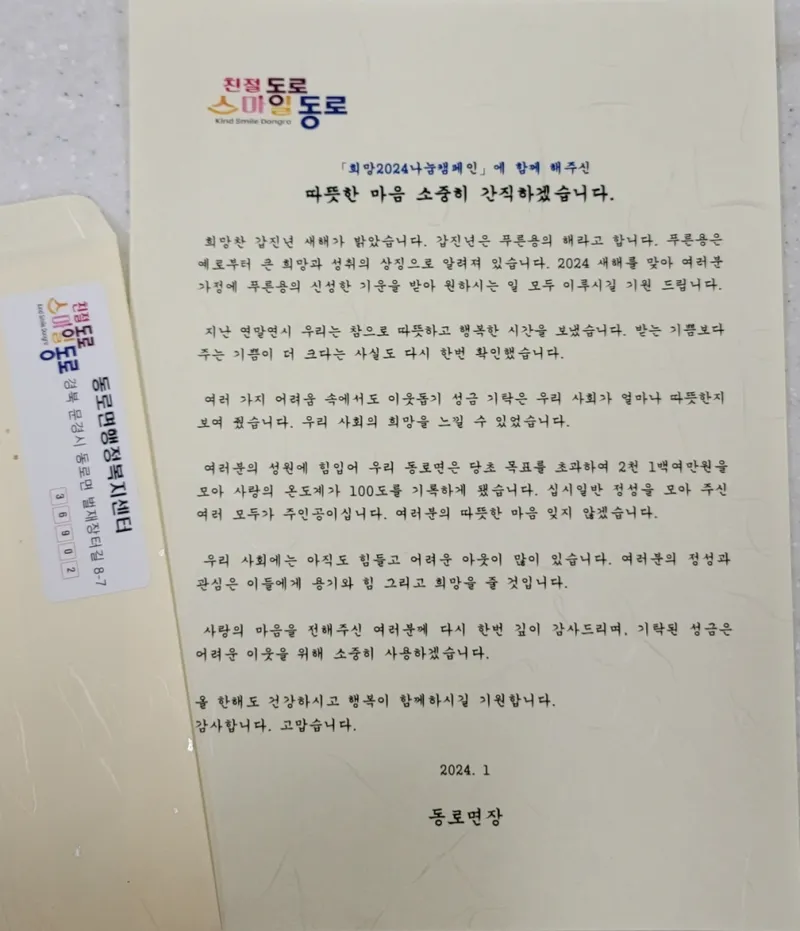 친절 도로
스마일 동로
Kind Smile Dongro
「희망2024나눔캠페인」에 함께 해주신
따뜻한 마음 소중히 간직하겠습니다.
희망찬 갑진년 새해가 밝았습니다. 갑진년은 푸른용의 해라고 합니다. 푸른용은
예로부터 큰 희망과 성취의 상징으로 알려져 있습니다. 2024 새해를 맞아 여러분
가정에 푸른용의 신성한 기운을 받아 원하시는 일 모두 이루시길 기원 드립니다.
지난 연말연시 우리는 참으로 따뜻하고 행복한 시간을 보냈습니다. 받는 기쁨보다
주는 기쁨이 더 크다는 사실도 다시 한번 확인했습니다.
여러 가지 어려움 속에서도 이웃돕기 성금 기탁은 우리 사회가 얼마나 따뜻한지
보여 줬습니다. 우리 사회의 희망을 느낄 수 있었습니다.
여러분의 성원에 힘입어 우리 동로면은 당초 목표를 초과하여 2천 1백여만원을
모아 사랑의 온도계가 100도를 기록하게 됐습니다. 십시일반 정성을 모아 주신
여러 모두가 주인공이십니다. 여러분의 따뜻한 마음 잊지 않겠습니다.
우리 사회에는 아직도 힘들고 어려운 아웃이 많이 있습니다. 여러분의 정성과
관심은 이들에게 용기와 힘 그리고 희망을 줄 것입니다.
사랑의 마음을 전해주신 여러분께 다시 한번 깊이 감사드리며, 기탁된 성금은
어려운 이웃을 위해 소중히 사용하겠습니다.
올 한해도 건강하시고 행복이 함께하시길 기원합니다.
감사합니다. 고맙습니다.
2024. 1
동로면장
친절 도로
스마일 동로
Kind Smile Dongro
동로면행정복지센터
경북 문경시 동로면 벌재장터길 8-7
36902